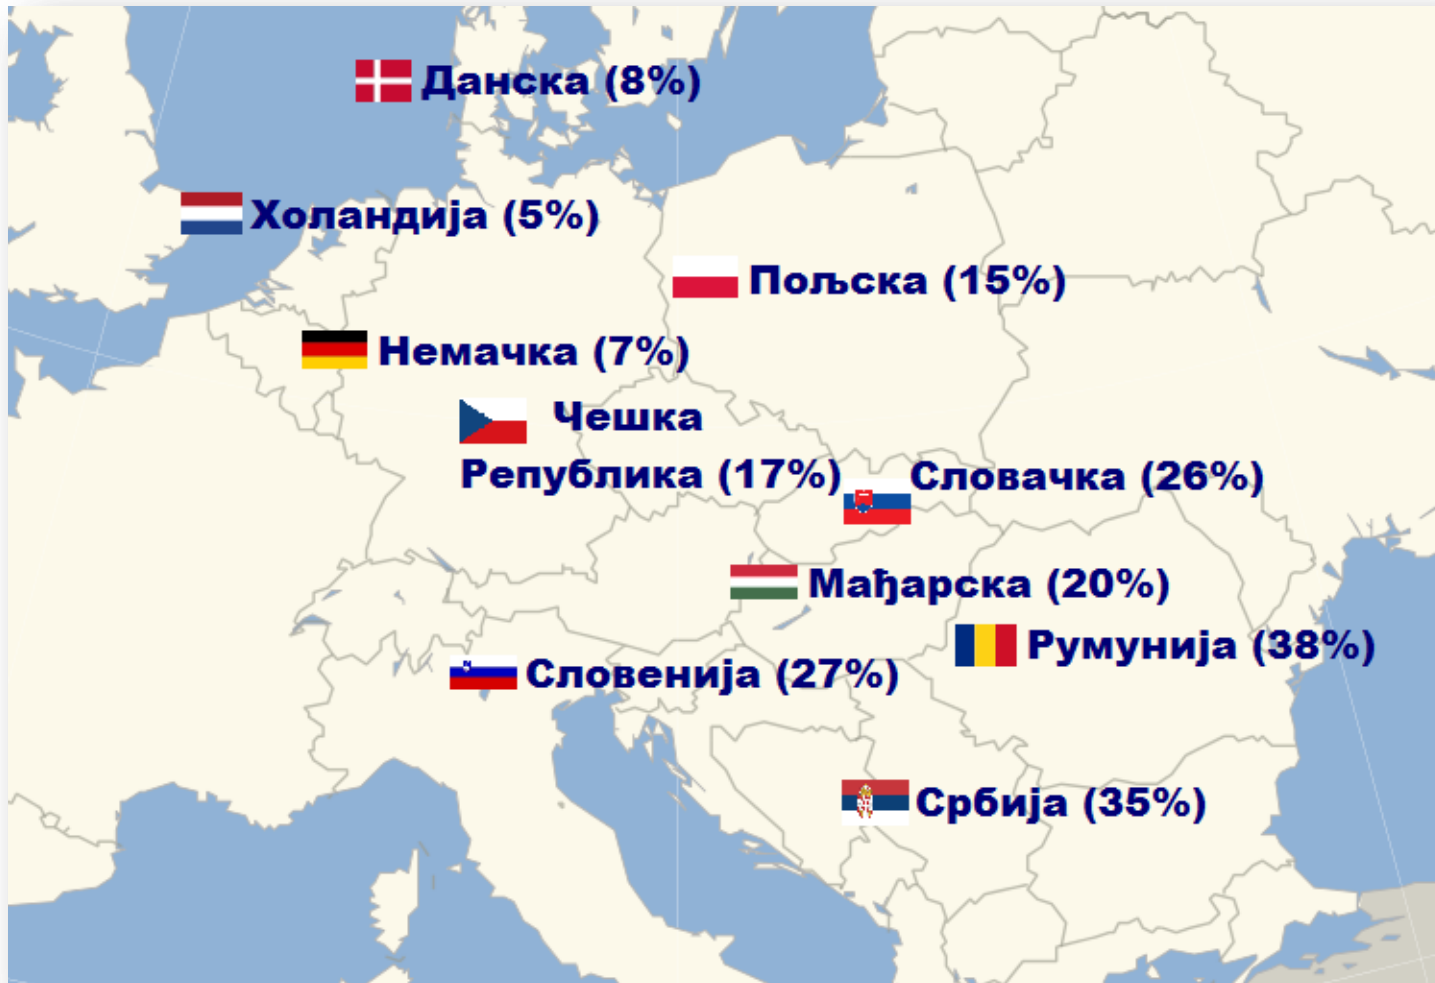 Данска (8%)
Холандија (5%)
Пољска (15%)
Немачка (7%)
Чешка
Република (17%)
Словачка (26%)
Мађарска (20%)
Румунија (38%)
Словенија (27%)
Србија (35%)